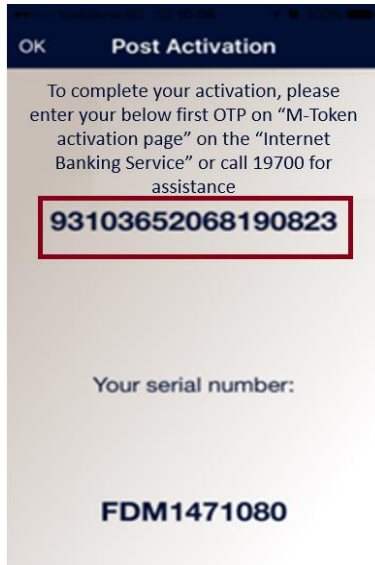 OK Post Activation
To complete your activation, please
enter your below first OTP on “M-Token
activation page” on the “Internet
Banking Service” or call 19700 for
assistance
93103652068190823
Your serial number:
FDM1471080